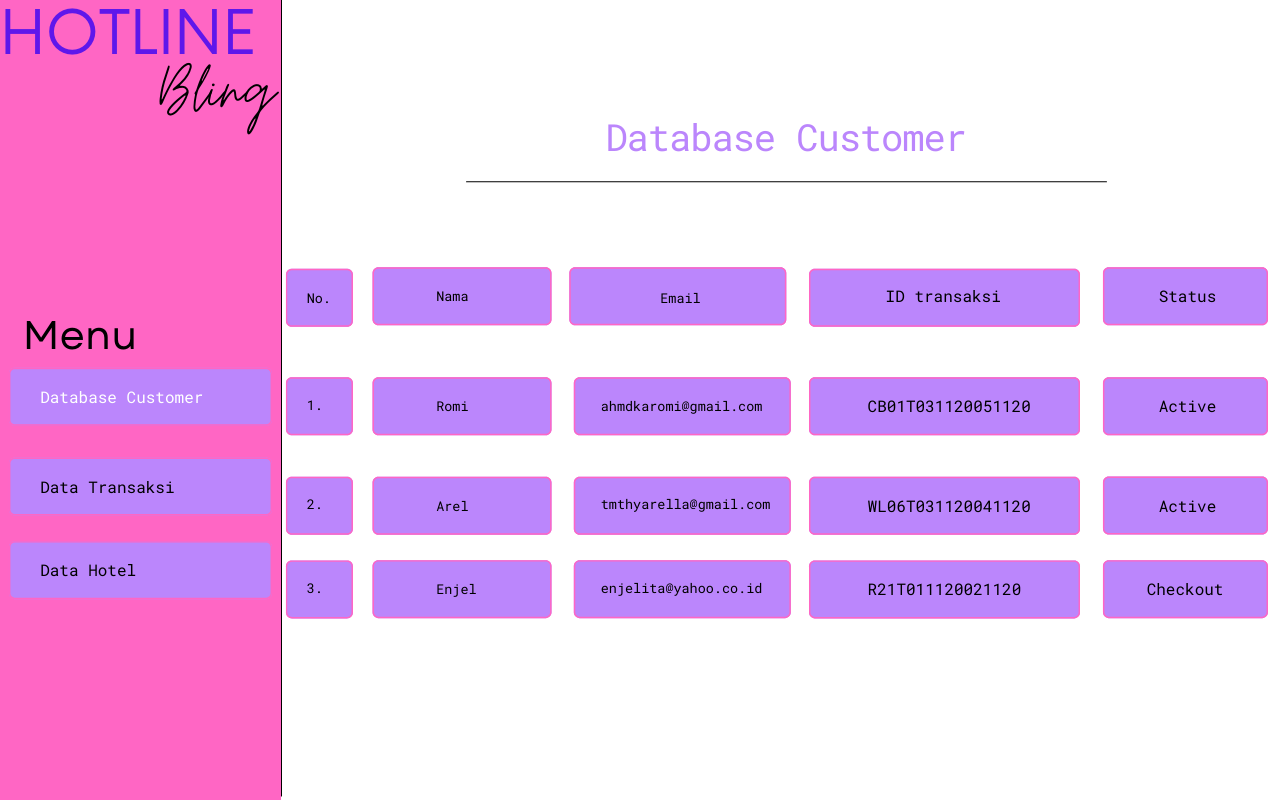 HOTLINE
Bling
Database Customer
No. Nama Email ID transaksi Status
Menu
Database Customer
1. Romi ahmdkaromi@gmail.com CB01T031120051120 Active
Data Transaksi
2. Arel tmthyarella@gmail.com WL06T031120041120 Active
Data Hotel
3. Enjel enjelita@yahoo.co.id R21T011120021120 Checkout